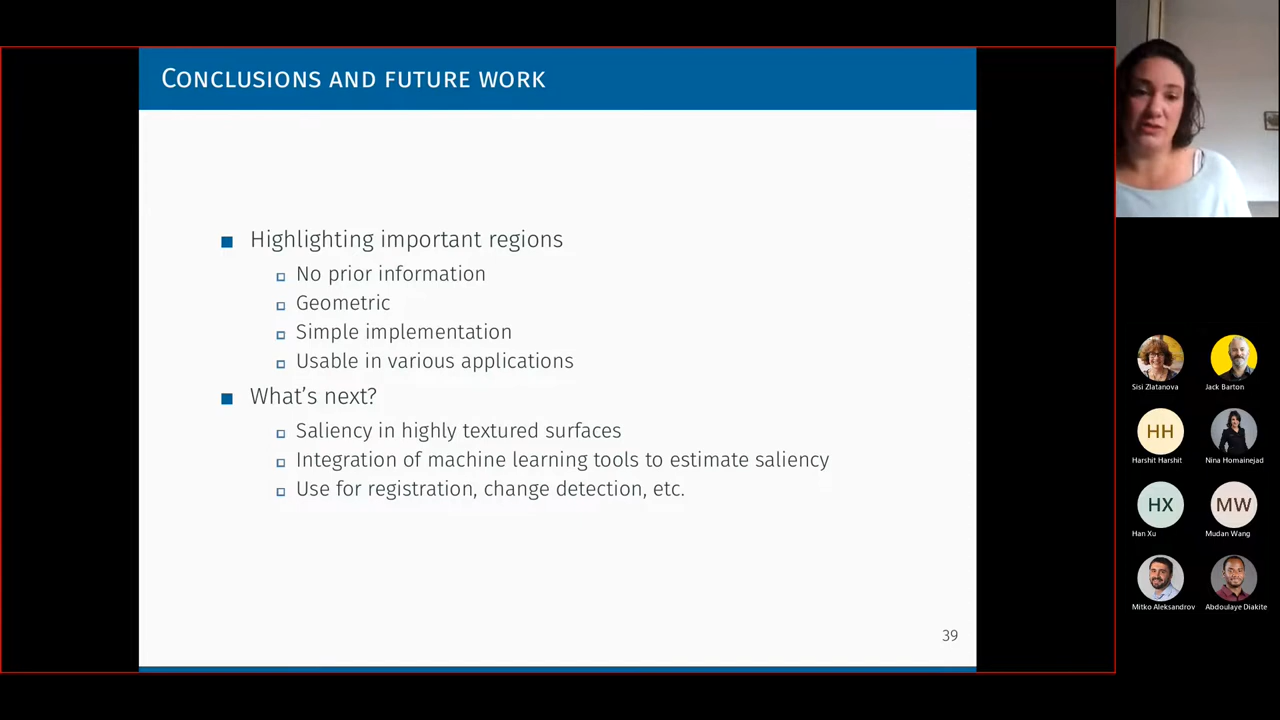 Conclusions and future work
Highlighting important regions
No prior information
Geometric
Simple implementation
Usable in various applications
What's next?
Saliency in highly textured surfaces
Integration of machine learning tools to estimate saliency
Use for registration, change detection, etc.
39
Sisi Zlatanova
Jack Barton
HH
Harshit Harshit
Nina Homainejad
HX
Han Xu
MW
Mudan Wang
Mitko Aleksandrov
Abdoulaye Diakite